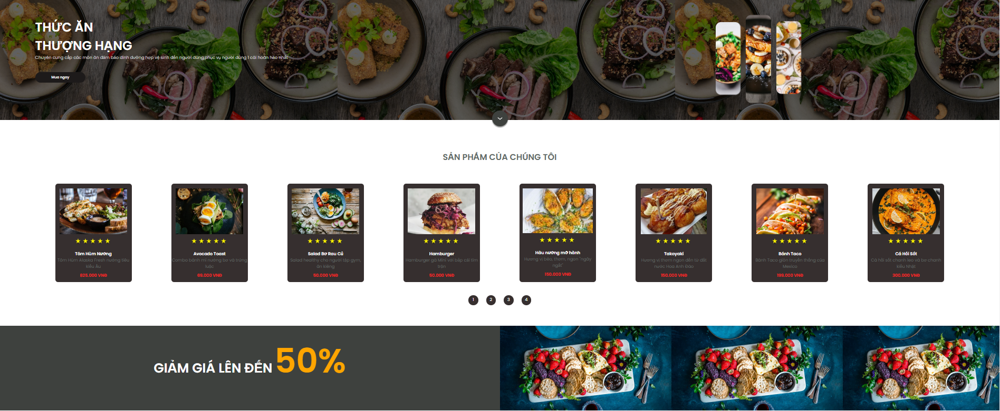 THỨC ĂN
THƯỢNG HẠNG
Chuyên cung cấp các món ăn đảm bảo dinh dưỡng hợp vệ sinh đến người dùng,phục vụ người dùng 1 cái hoàn hảo nhất
Mua ngay
SẢN PHẨM CỦA CHÚNG TÔI
Tôm Hùm Nướng
Tôm Hùm Alaska Fresh nướng tiêu
kiểu Âu
825.000 VNĐ
Avocado Toast
Combo bánh mì nướng bơ và trứng
luộc
69.000 VNĐ
Salad Bơ Rau Củ
Salad healthy cho người tập gym,
ăn kiêng
50.000 VNĐ
Hamburger
Hamburger gà Mini với bắp cải tím
trộn
50.000 VNĐ
Hàu nướng mỡ hành
Hương vị béo, thơm, ngon "ngây
ngất"
150.000 VNĐ
Takoyaki
Hương vị thơm ngon đến từ đất
nước Hoa Anh Đào
150.000 VNĐ
Bánh Taco
Bánh Taco giòn truyền thống của
Mexico
199.000 VNĐ
Cá Hồi Sốt
Cá hồi sốt chanh leo và bơ chanh
kiểu Nhật
300.000 VNĐ
1 2 3 4
GIẢM GIÁ LÊN ĐẾN 50%